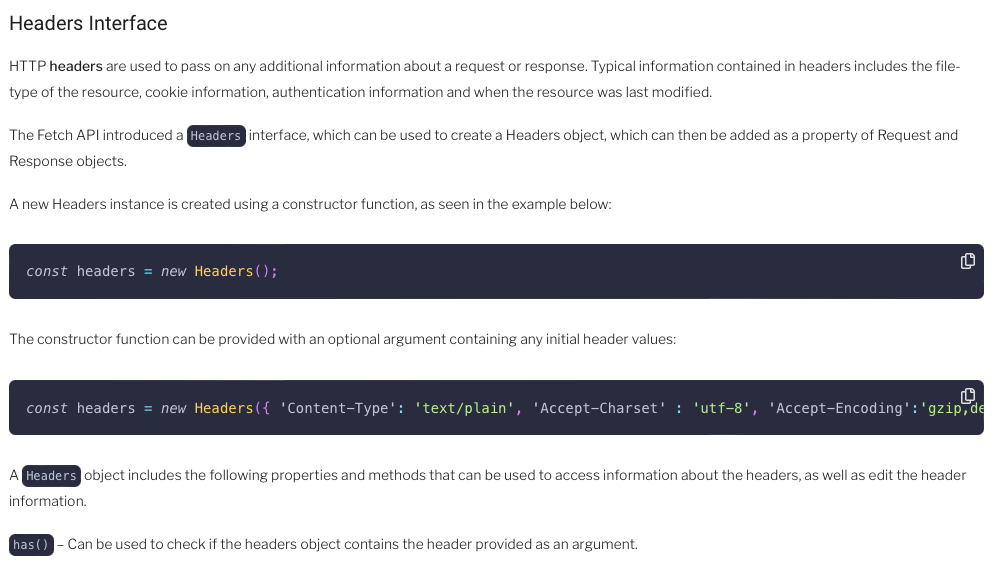 Headers Interface
HTTP headers are used to pass on any additional information about a request or response. Typical information contained in headers includes the file-
type of the resource, cookie information, authentication information and when the resource was last modified.
The Fetch API introduced a Headers interface, which can be used to create a Headers object, which can then be added as a property of Request and
Response objects.
A new Headers instance is created using a constructor function, as seen in the example below:
const headers = new Headers();
The constructor function can be provided with an optional argument containing any initial header values:
const headers = new Headers({ 'Content-Type': 'text/plain', 'Accept-Charset' : 'utf-8', 'Accept-Encoding':'gzip,de
A Headers object includes the following properties and methods that can be used to access information about the headers, as well as edit the header
information.
has() – Can be used to check if the headers object contains the header provided as an argument.